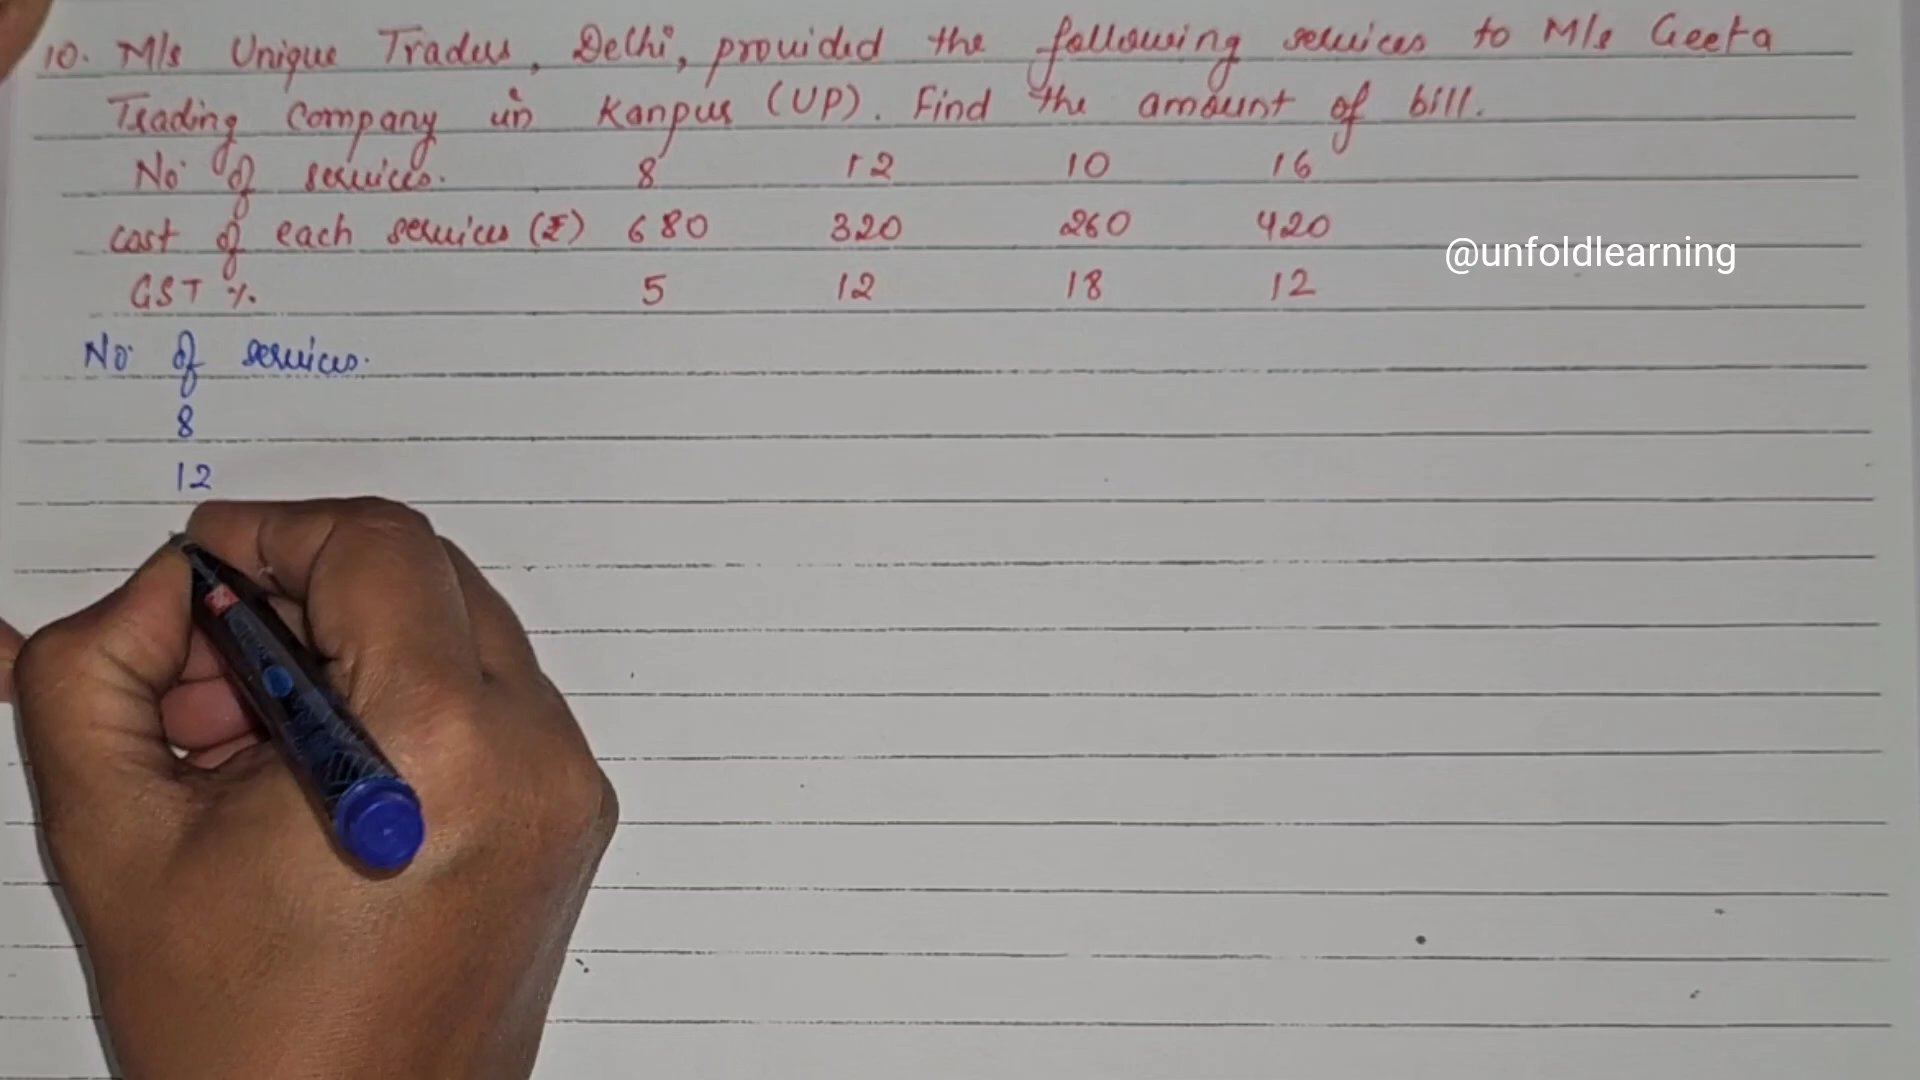 10. M/s Unique Traders, Delhi, provided the following services to M/s Geeta
Trading Company in Kanpur (UP). Find the amount of bill.
No of services. 8 12 10 16
cost of each services (₹) 680 320 260 420
@unfoldlearning
GST %. 5 12 18 12
No of services.
8
12